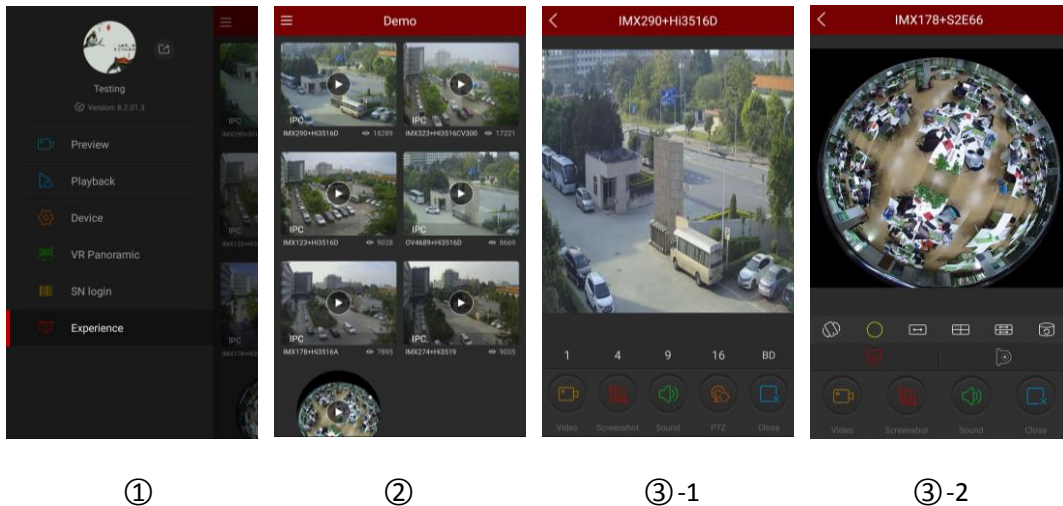 Testing
Version: 8.2.01.3
Preview
Playback
Device
VR Panoramic
SN login
Experience
Demo
IPC
IPC
IMX290+Hi3516D 18289
IMX323+Hi3516CV300 17221
IPC
IPC
IMX123+Hi3516D 9028
OV4689+Hi3516D 8669
IPC
IPC
IMX178+Hi3516A 7895
IMX274+Hi3519 9035
IMX290+Hi3516D
1 4 9 16 BD
Video Screenshot Sound PTZ Close
IMX178+S2E66
Video Screenshot Sound Close
① ② ③-1 ③-2